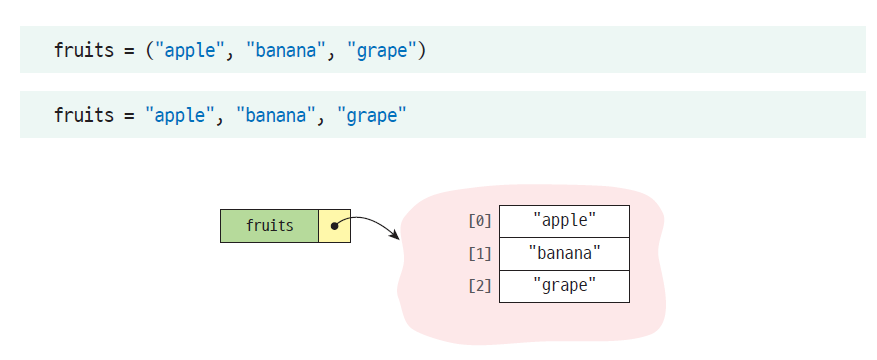 fruits = ("apple", "banana", "grape")
fruits = "apple", "banana", "grape"
fruits
[0] "apple"
[1] "banana"
[2] "grape"